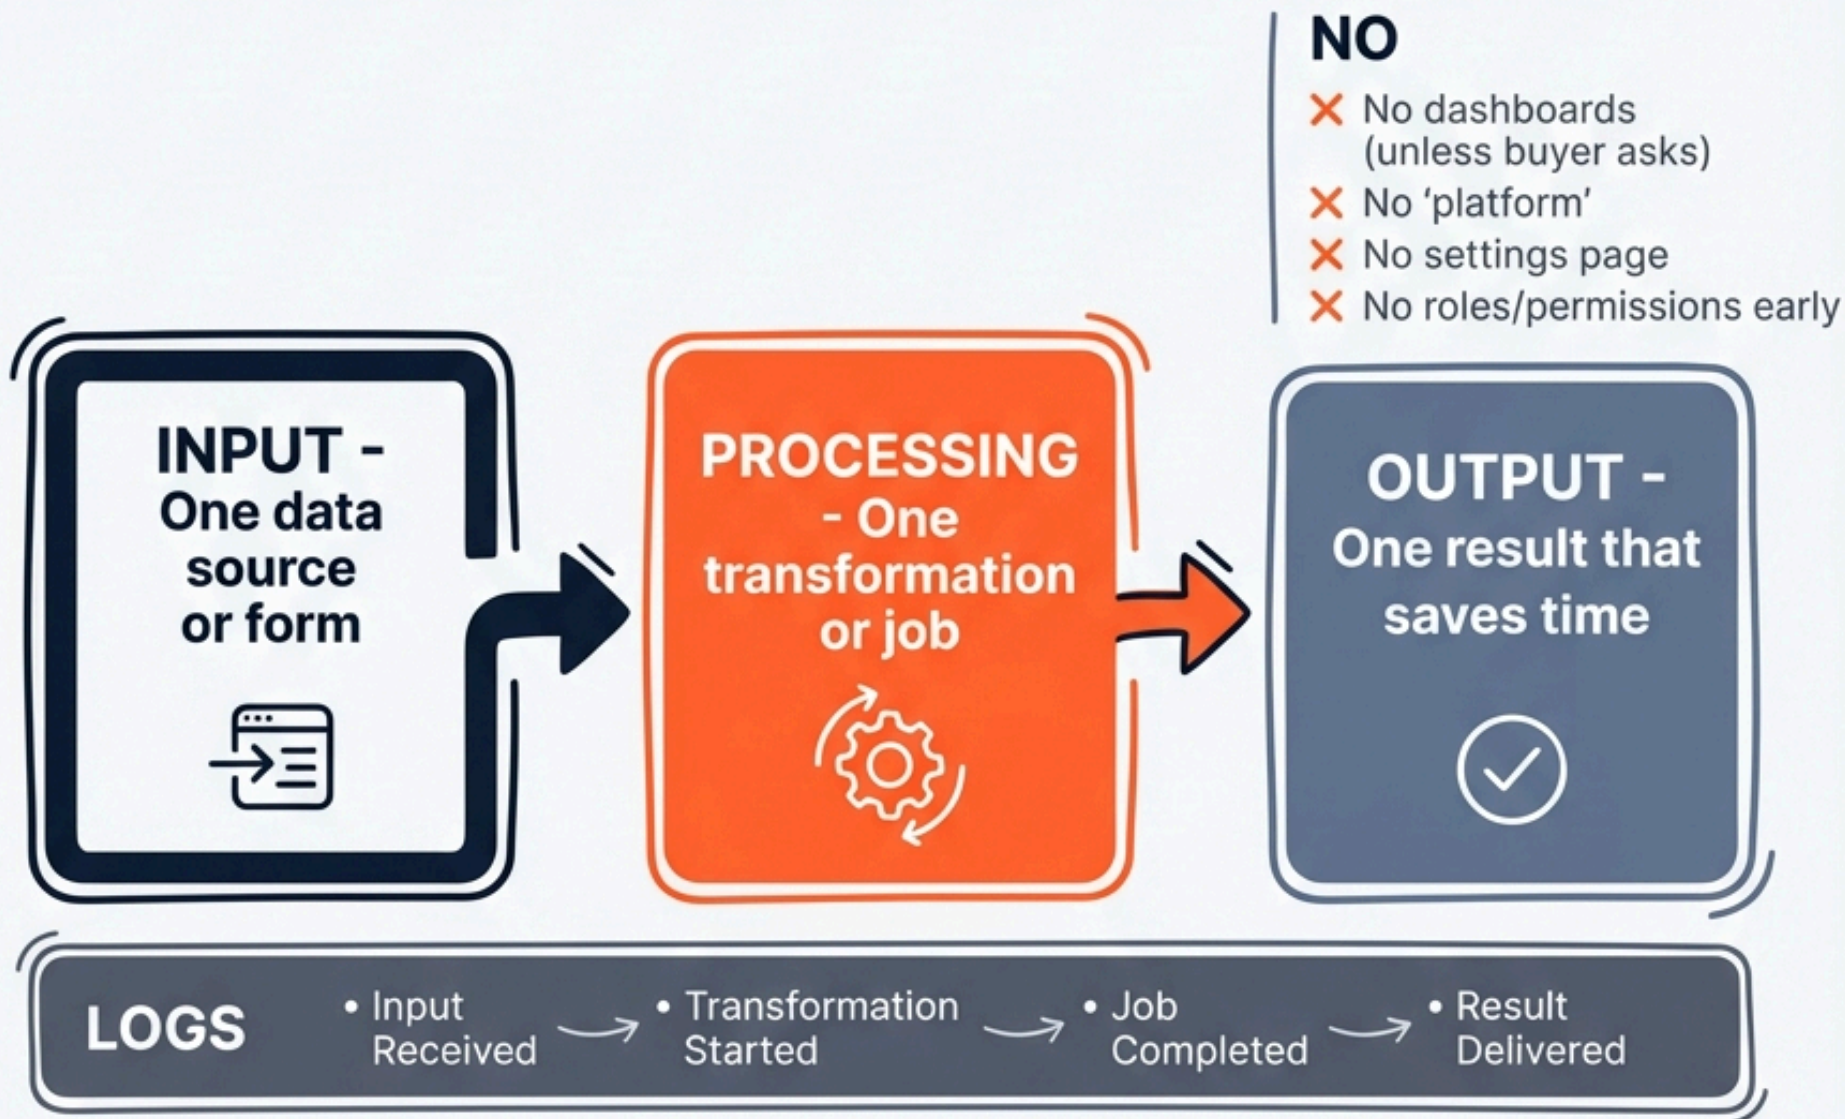 NO
No dashboards
(unless buyer asks)
No ‘platform’
No settings page
No roles/permissions early
INPUT -
One data
source
or form
PROCESSING
- One
transformation
or job
OUTPUT -
One result that
saves time
LOGS
• Input
Received
• Transformation
Started
• Job
Completed
• Result
Delivered